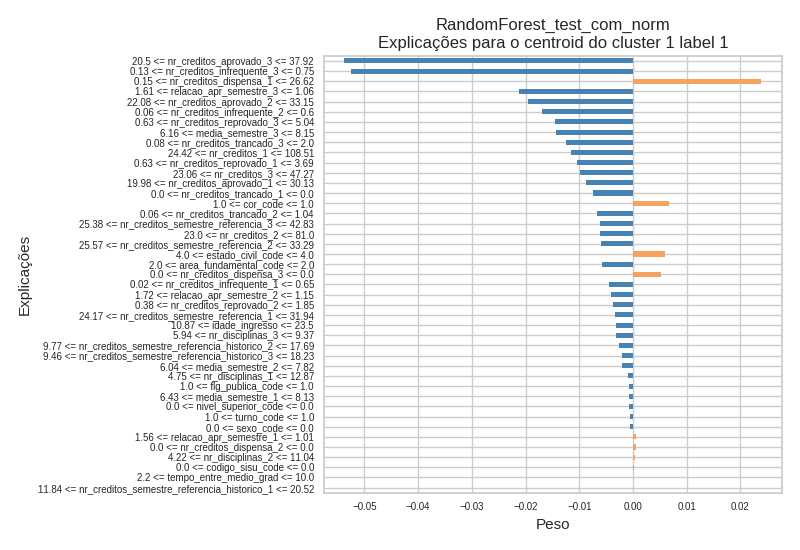 RandomForest_test_com_norm
Explicações para o centroid do cluster 1 label 1
20.5 <= nr_creditos_aprovado_3 <= 37.92
0.13 <= nr_creditos_infrequente_3 <= 0.75
0.15 <= nr_creditos_dispensa_1 <= 26.62
1.61 <= relacao_apr_semestre_3 <= 1.06
22.08 <= nr_creditos_aprovado_2 <= 33.15
0.06 <= nr_creditos_infrequente_2 <= 0.6
0.63 <= nr_creditos_reprovado_3 <= 5.04
6.16 <= media_semestre_3 <= 8.15
0.08 <= nr_creditos_trancado_3 <= 2.0
24.42 <= nr_creditos_1 <= 108.51
0.63 <= nr_creditos_reprovado_1 <= 3.69
23.06 <= nr_creditos_3 <= 47.27
19.98 <= nr_creditos_aprovado_1 <= 30.13
0.0 <= nr_creditos_trancado_1 <= 0.0
1.0 <= cor_code <= 1.0
0.06 <= nr_creditos_trancado_2 <= 1.04
25.38 <= nr_creditos_semestre_referencia_3 <= 42.83
23.0 <= nr_creditos_2 <= 81.0
25.57 <= nr_creditos_semestre_referencia_2 <= 33.29
4.0 <= estado_civil_code <= 4.0
2.0 <= area_fundamental_code <= 2.0
0.0 <= nr_creditos_dispensa_3 <= 0.0
0.02 <= nr_creditos_infrequente_1 <= 0.65
1.72 <= relacao_apr_semestre_2 <= 1.15
0.38 <= nr_creditos_reprovado_2 <= 1.85
24.17 <= nr_creditos_semestre_referencia_1 <= 31.94
10.87 <= idade_ingresso <= 23.5
5.94 <= nr_disciplinas_3 <= 9.37
9.77 <= nr_creditos_semestre_referencia_historico_2 <= 17.69
9.46 <= nr_creditos_semestre_referencia_historico_3 <= 18.23
6.04 <= media_semestre_2 <= 7.82
4.75 <= nr_disciplinas_1 <= 12.87
1.0 <= flg_publica_code <= 1.0
6.43 <= media_semestre_1 <= 8.13
0.0 <= nivel_superior_code <= 0.0
1.0 <= turno_code <= 1.0
0.0 <= sexo_code <= 0.0
1.56 <= relacao_apr_semestre_1 <= 1.01
0.0 <= nr_creditos_dispensa_2 <= 0.0
4.22 <= nr_disciplinas_2 <= 11.04
0.0 <= codigo_sisu_code <= 0.0
2.2 <= tempo_entre_medio_grad <= 10.0
11.84 <= nr_creditos_semestre_referencia_historico_1 <= 20.52
Explicações
−0.05 −0.04 −0.03 −0.02 −0.01 0.00 0.01 0.02
Peso